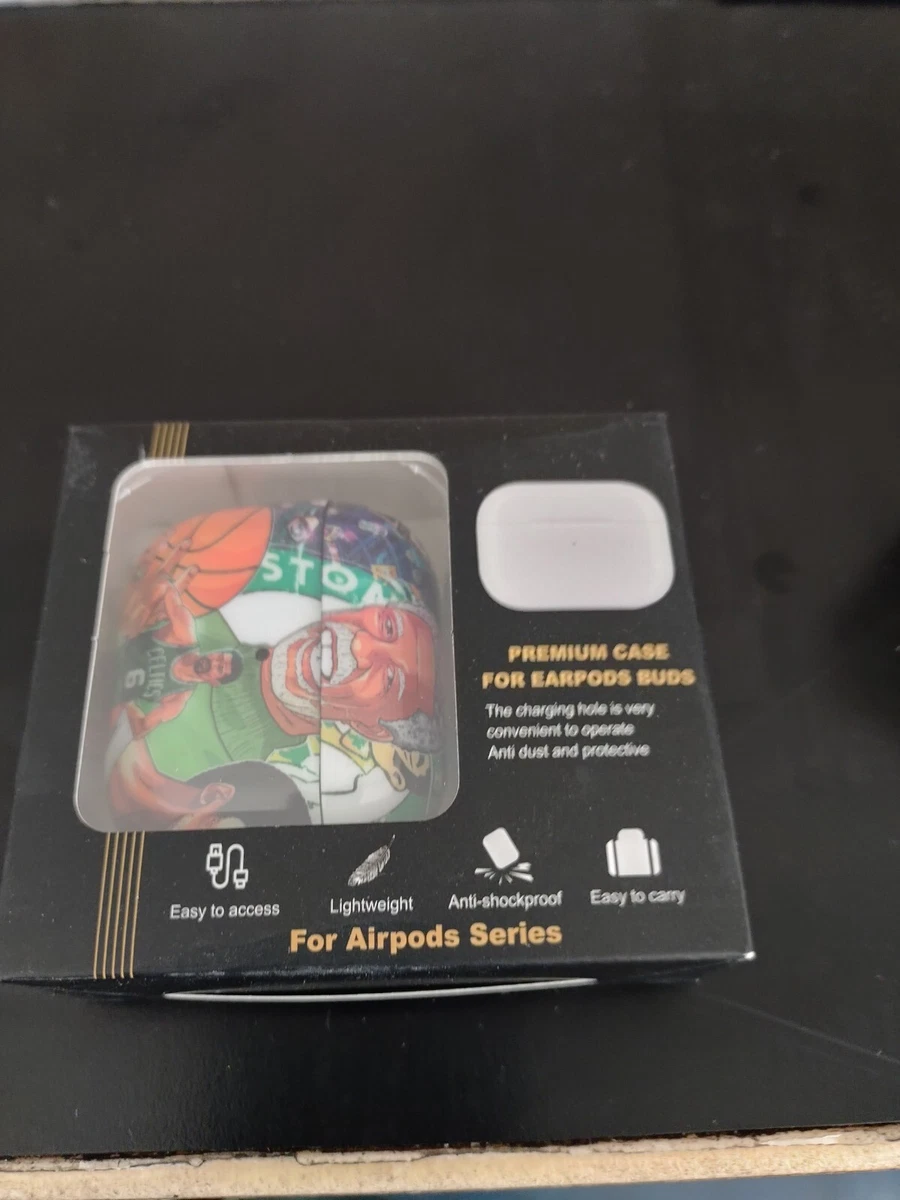 STO
CELTICS
6
PREMIUM CASE
FOR EARPODS BUDS
The charging hole is very
convenient to operate
Anti dust and protective
Easy to access
Lightweight
Anti-shockproof
Easy to carry
For Airpods Series